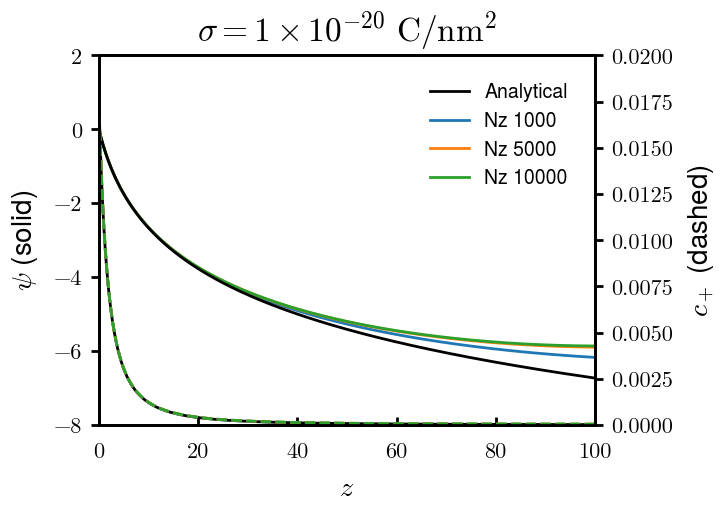 σ = 1 × 10⁻²⁰ C/nm²
2
0
−2
−4
−6
−8
ψ (solid)
0.0200
0.0175
0.0150
0.0125
0.0100
0.0075
0.0050
0.0025
0.0000
c₊ (dashed)
Analytical
Nz 1000
Nz 5000
Nz 10000
0 20 40 60 80 100
z